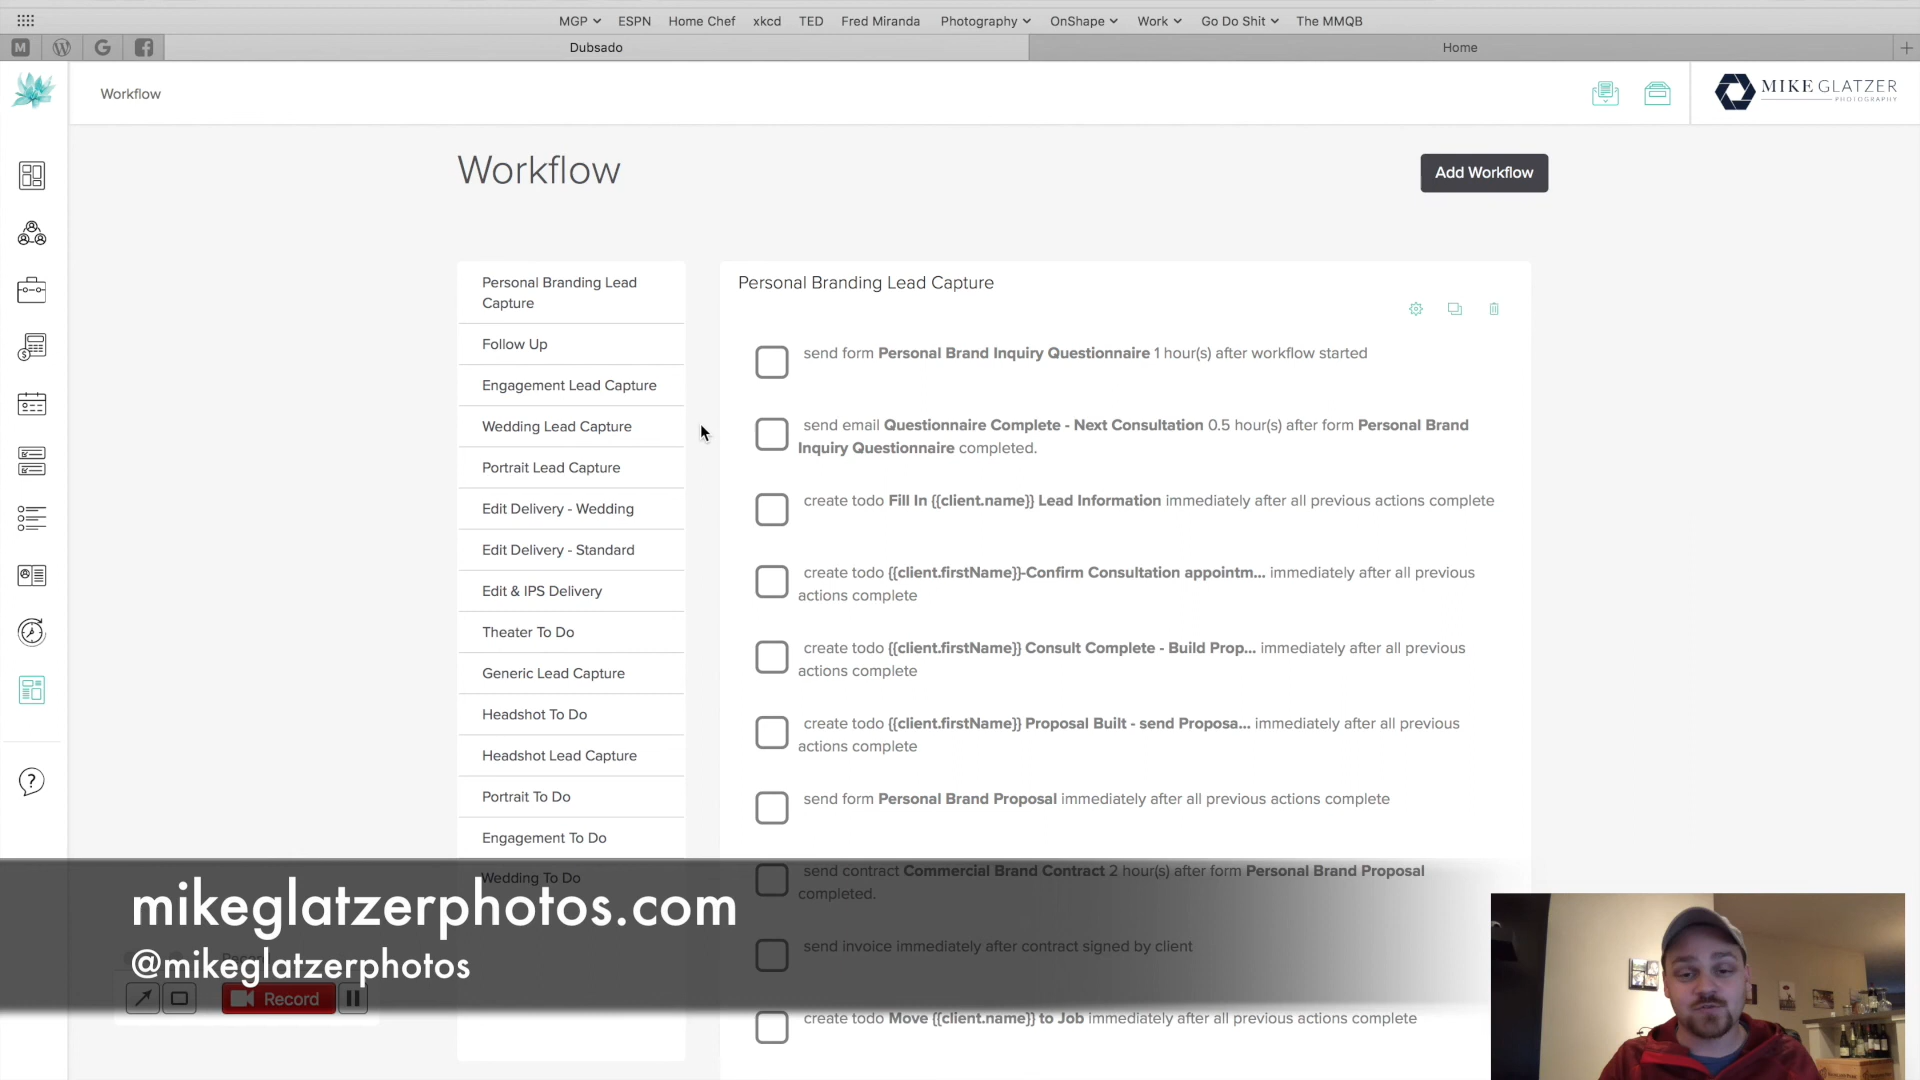 MGP ESPN Home Chef xkcd TED Fred Miranda Photography OnShape Work Go Do Shit The MMQB
M W G f Dubsado Home +
Workflow
MIKE GLATZER
PHOTOGRAPHY
Workflow
Add Workflow
Personal Branding Lead
Capture
Follow Up
Engagement Lead Capture
Wedding Lead Capture
Portrait Lead Capture
Edit Delivery - Wedding
Edit Delivery - Standard
Edit & IPS Delivery
Theater To Do
Generic Lead Capture
Headshot To Do
Headshot Lead Capture
Portrait To Do
Engagement To Do
Wedding To Do
Personal Branding Lead Capture
send form Personal Brand Inquiry Questionnaire 1 hour(s) after workflow started
send email Questionnaire Complete - Next Consultation 0.5 hour(s) after form Personal Brand
Inquiry Questionnaire completed.
create todo Fill In {{client.name}} Lead Information immediately after all previous actions complete
create todo {{client.firstName}}-Confirm Consultation appointm... immediately after all previous
actions complete
create todo {{client.firstName}} Consult Complete - Build Prop... immediately after all previous
actions complete
create todo {{client.firstName}} Proposal Built - send Proposa... immediately after all previous
actions complete
send form Personal Brand Proposal immediately after all previous actions complete
send contract Commercial Brand Contract 2 hour(s) after form Personal Brand Proposal
completed.
send invoice immediately after contract signed by client
create todo Move {{client.name}} to Job immediately after all previous actions complete
mikeglatzerphotos.com
@mikeglatzerphotos
Record
?